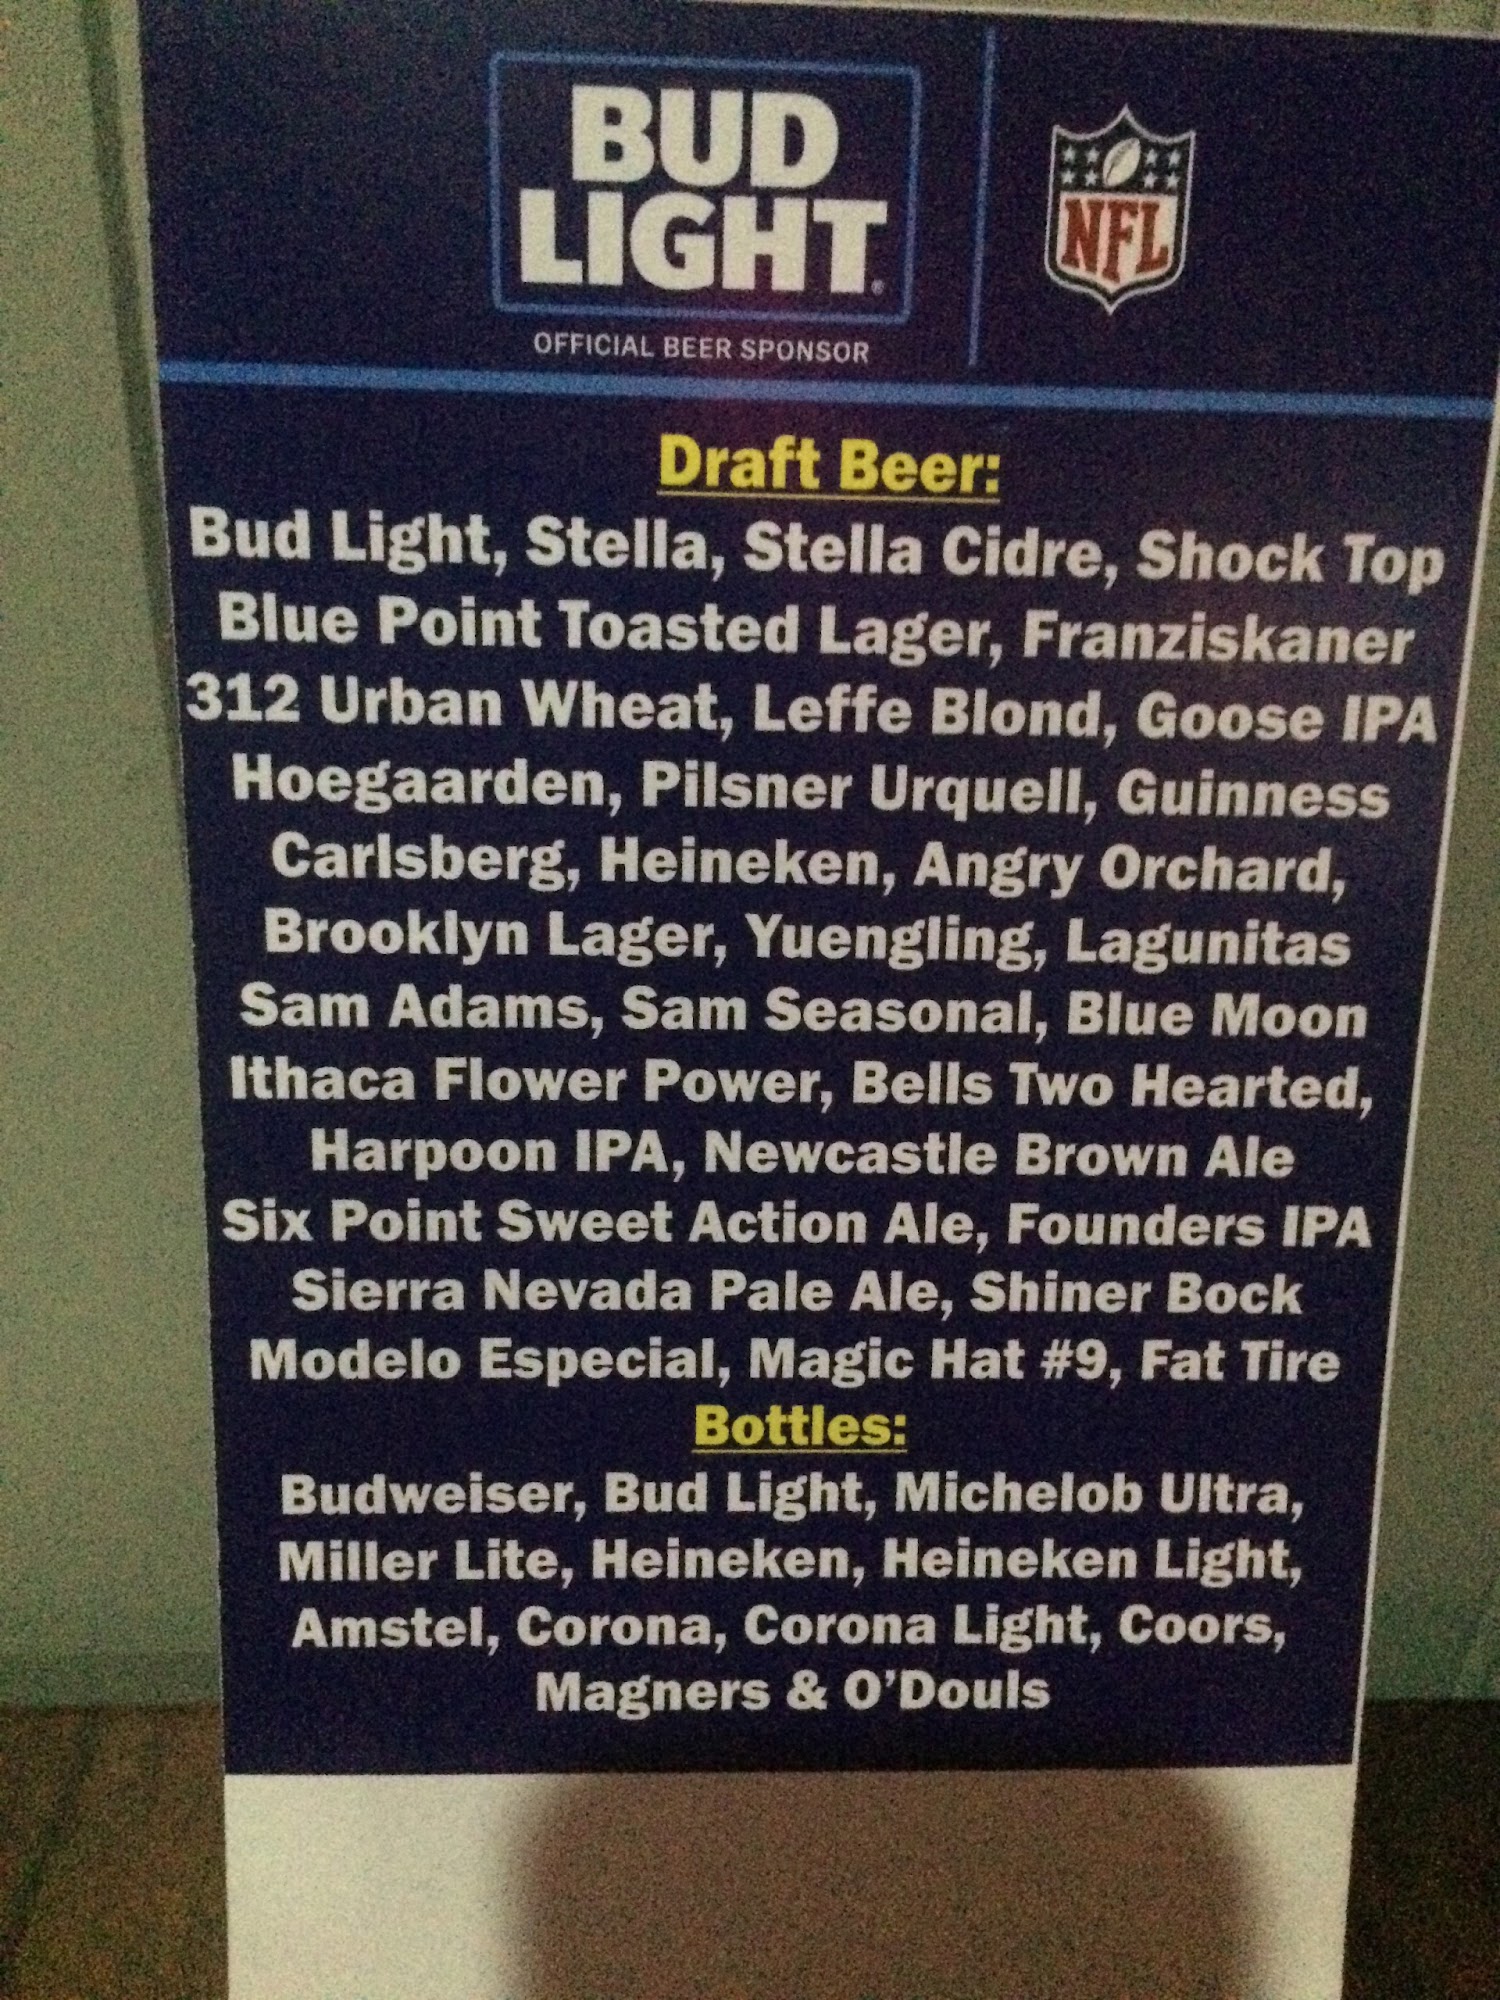 BUD
LIGHT®
OFFICIAL BEER SPONSOR
NFL
Draft Beer:
Bud Light, Stella, Stella Cidre, Shock Top
Blue Point Toasted Lager, Franziskaner
312 Urban Wheat, Leffe Blond, Goose IPA
Hoegaarden, Pilsner Urquell, Guinness
Carlsberg, Heineken, Angry Orchard,
Brooklyn Lager, Yuengling, Lagunitas
Sam Adams, Sam Seasonal, Blue Moon
Ithaca Flower Power, Bells Two Hearted,
Harpoon IPA, Newcastle Brown Ale
Six Point Sweet Action Ale, Founders IPA
Sierra Nevada Pale Ale, Shiner Bock
Modelo Especial, Magic Hat #9, Fat Tire
Bottles:
Budweiser, Bud Light, Michelob Ultra,
Miller Lite, Heineken, Heineken Light,
Amstel, Corona, Corona Light, Coors,
Magners & O'Douls